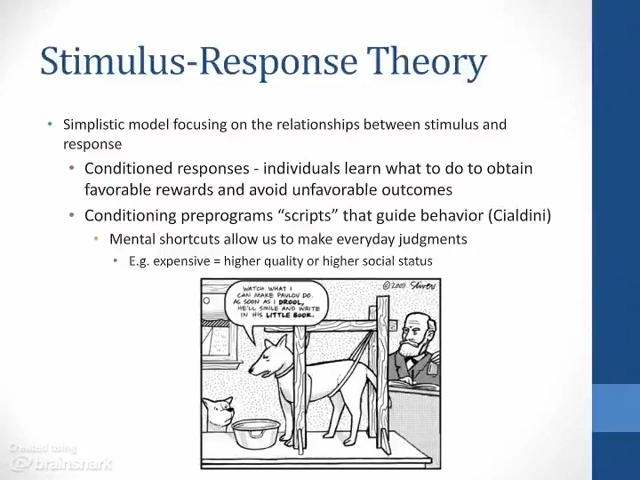 Stimulus-Response Theory
• Simplistic model focusing on the relationships between stimulus and
response
• Conditioned responses - individuals learn what to do to obtain
favorable rewards and avoid unfavorable outcomes
• Conditioning preprograms “scripts” that guide behavior (Cialdini)
• Mental shortcuts allow us to make everyday judgments
• E.g. expensive = higher quality or higher social status
WATCH WHAT I
CAN MAKE PAVLOV DO.
AS SOON AS I DROOL,
HE'LL SMILE AND WRITE
IN HIS LITTLE BOOK.
Created using
brainshark